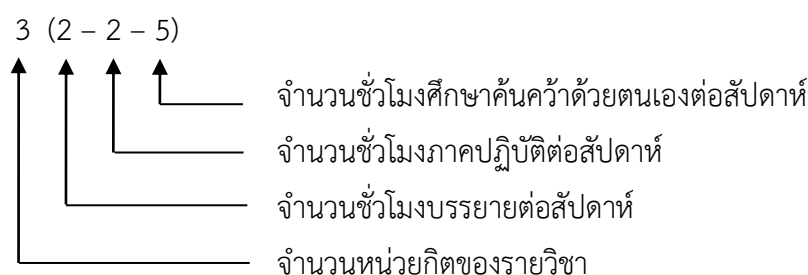 3 (2 – 2 – 5)
จำนวนชั่วโมงศึกษาค้นคว้าด้วยตนเองต่อสัปดาห์
จำนวนชั่วโมงภาคปฏิบัติต่อสัปดาห์
จำนวนชั่วโมงบรรยายต่อสัปดาห์
จำนวนหน่วยกิตของรายวิชา